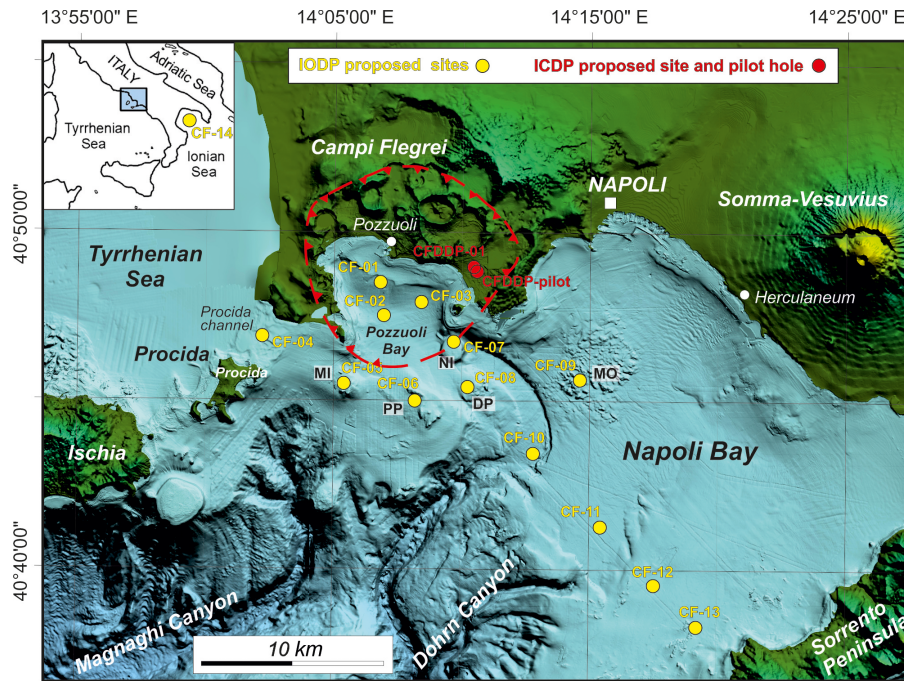 13°55'00" E
14°05'00" E
14°15'00" E
14°25'00" E
IODP proposed sites
ICDP proposed site and pilot hole
ITALY
Adriatic Sea
Tyrrhenian
Sea
CF-14
Ionian
Sea
Campi Flegrei
NAPOLI
Somma-Vesuvius
40°50'00"
Pozzuoli
Tyrrhenian
Sea
CFDDP-01
CFDDP-pilot
CF-01
CF-02
CF-03
Herculaneum
Procida
channel
Pozzuoli
Bay
CF-04
CF-07
Procida
NI
MI
CF-05
CF-09
MO
Procida
CF-06
CF-08
PP
DP
Ischia
CF-10
Napoli Bay
CF-11
40°40'00"
CF-12
CF-13
Magnaghi Canyon
Dohrn Canyon
Sorrento
Peninsula
10 km